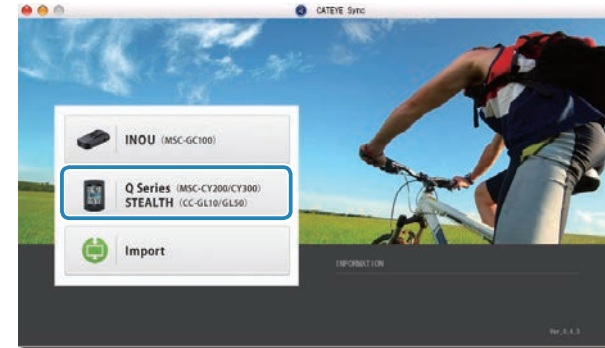 CATEYE Sync
INOU (MSC-GC100)
Q Series (MSC-CY200/CY300)
STEALTH (CC-GL10/GL50)
Import
INFORMATION